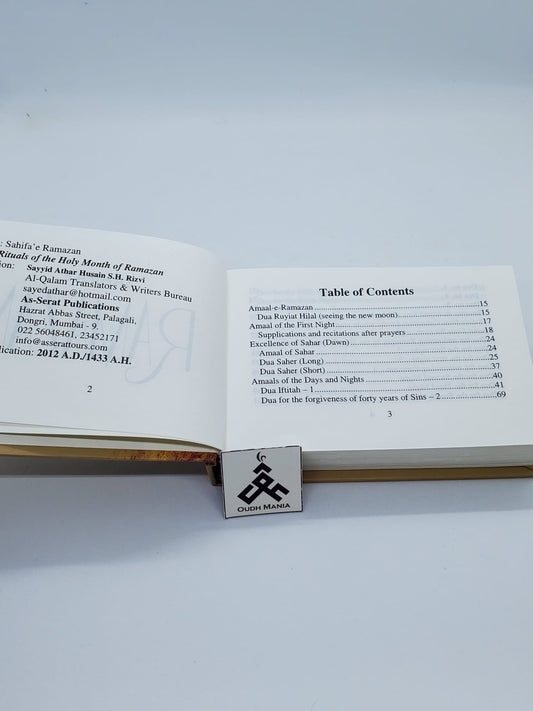 : Sahifa'e Ramazan
Rituals of the Holy Month of Ramazan
ion: Sayyid Athar Husain S.H. Rizvi
Al-Qalam Translators & Writers Bureau
sayedathar@hotmail.com
As-Serat Publications
Hazrat Abbas Street, Palagali,
Dongri, Mumbai - 9.
022 56048461, 23452171
info@asserattours.com
lication: 2012 A.D./1433 A.H.
2
Table of Contents
Amaal-e-Ramazan 15
Dua Ruyiat Hilal (seeing the new moon) 15
Amaal of the First Night 17
Supplications and recitations after prayers 18
Excellence of Sahar (Dawn) 24
Amaal of Sahar 24
Dua Saher (Long) 25
Dua Saher (Short) 37
Amaals of the Days and Nights 40
Dua Iftitah – 1 41
Dua for the forgiveness of forty years of Sins – 2 69
3
OUDH MANIA